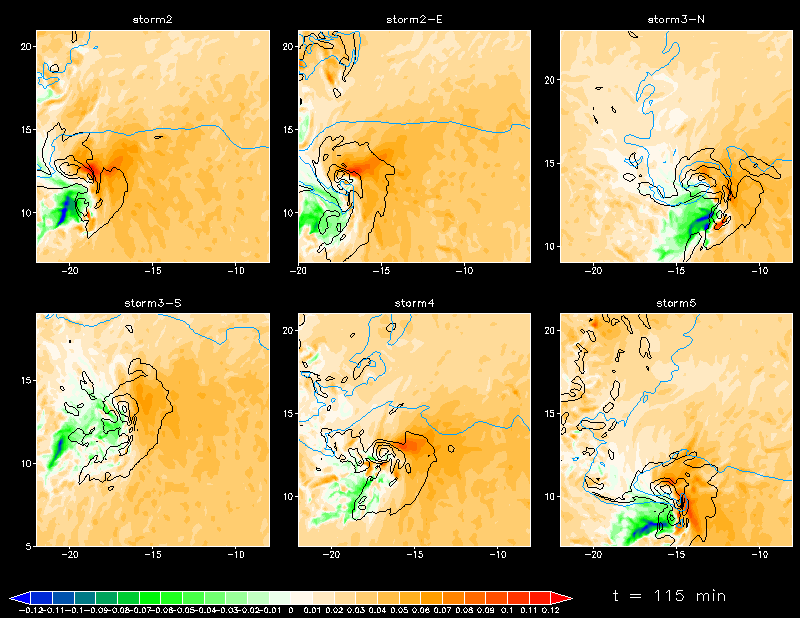 storm2 storm2-E storm3-N
20 20 20
15 15 15
10 10 10
-20 -15 -10 -20 -15 -10 -20 -15 -10
storm3-S storm4 storm6
20 20
15 15 15
10 10 10
5
-20 -15 -10 -20 -15 -10 -20 -15 -10
-0.12 -0.11 -0.1 -0.09 -0.08 -0.07 -0.06 -0.05 -0.04 -0.03 -0.02 -0.01 0 0.01 0.02 0.03 0.04 0.05 0.06 0.07 0.08 0.09 0.1 0.11 0.12
t = 115 min